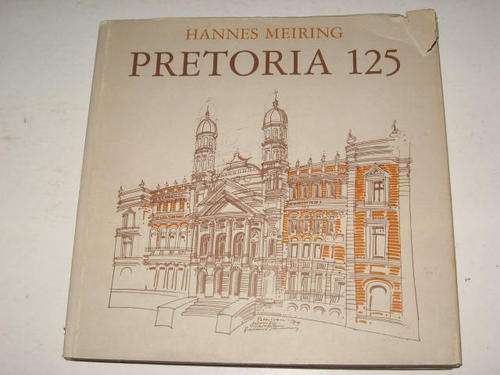 HANNES MEIRING
PRETORIA 125